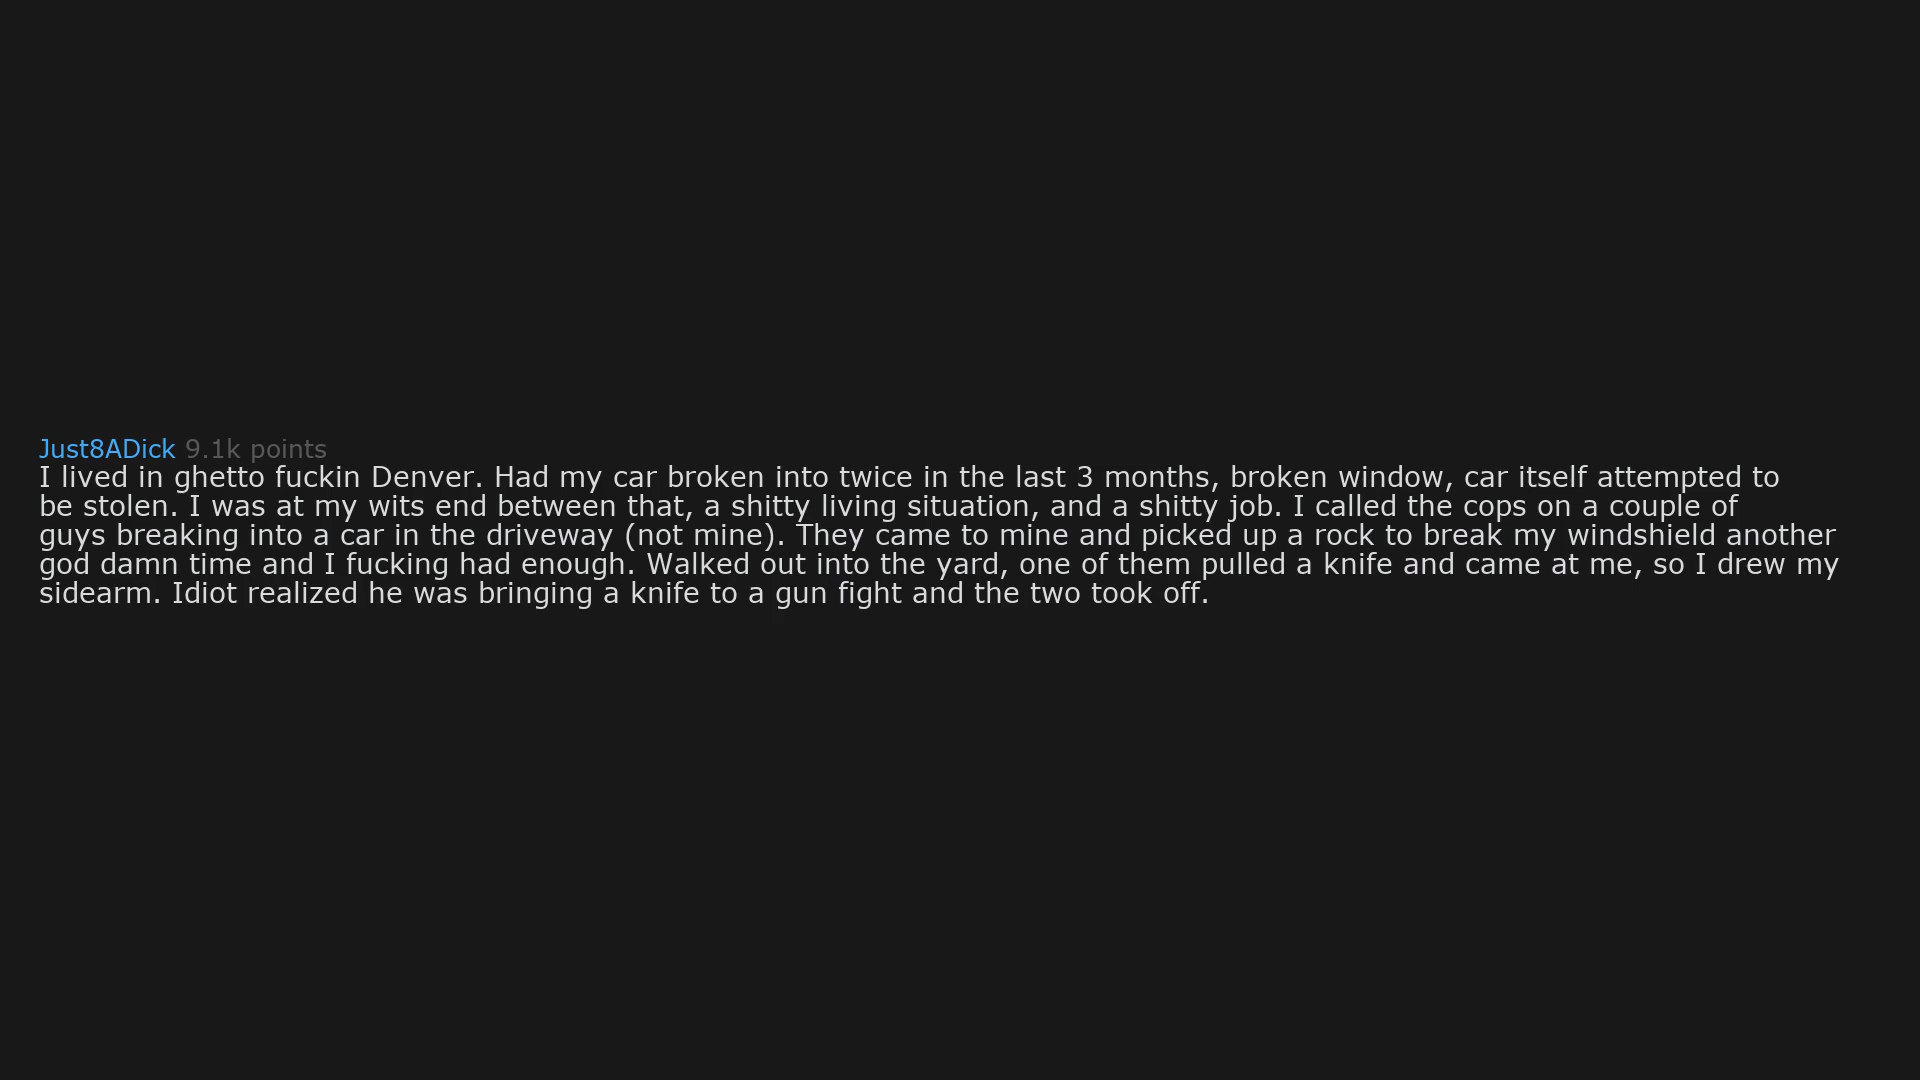 Just8ADick 9.1k points
I lived in ghetto fuckin Denver. Had my car broken into twice in the last 3 months, broken window, car itself attempted to
be stolen. I was at my wits end between that, a shitty living situation, and a shitty job. I called the cops on a couple of
guys breaking into a car in the driveway (not mine). They came to mine and picked up a rock to break my windshield another
god damn time and I fucking had enough. Walked out into the yard, one of them pulled a knife and came at me, so I drew my
sidearm. Idiot realized he was bringing a knife to a gun fight and the two took off.